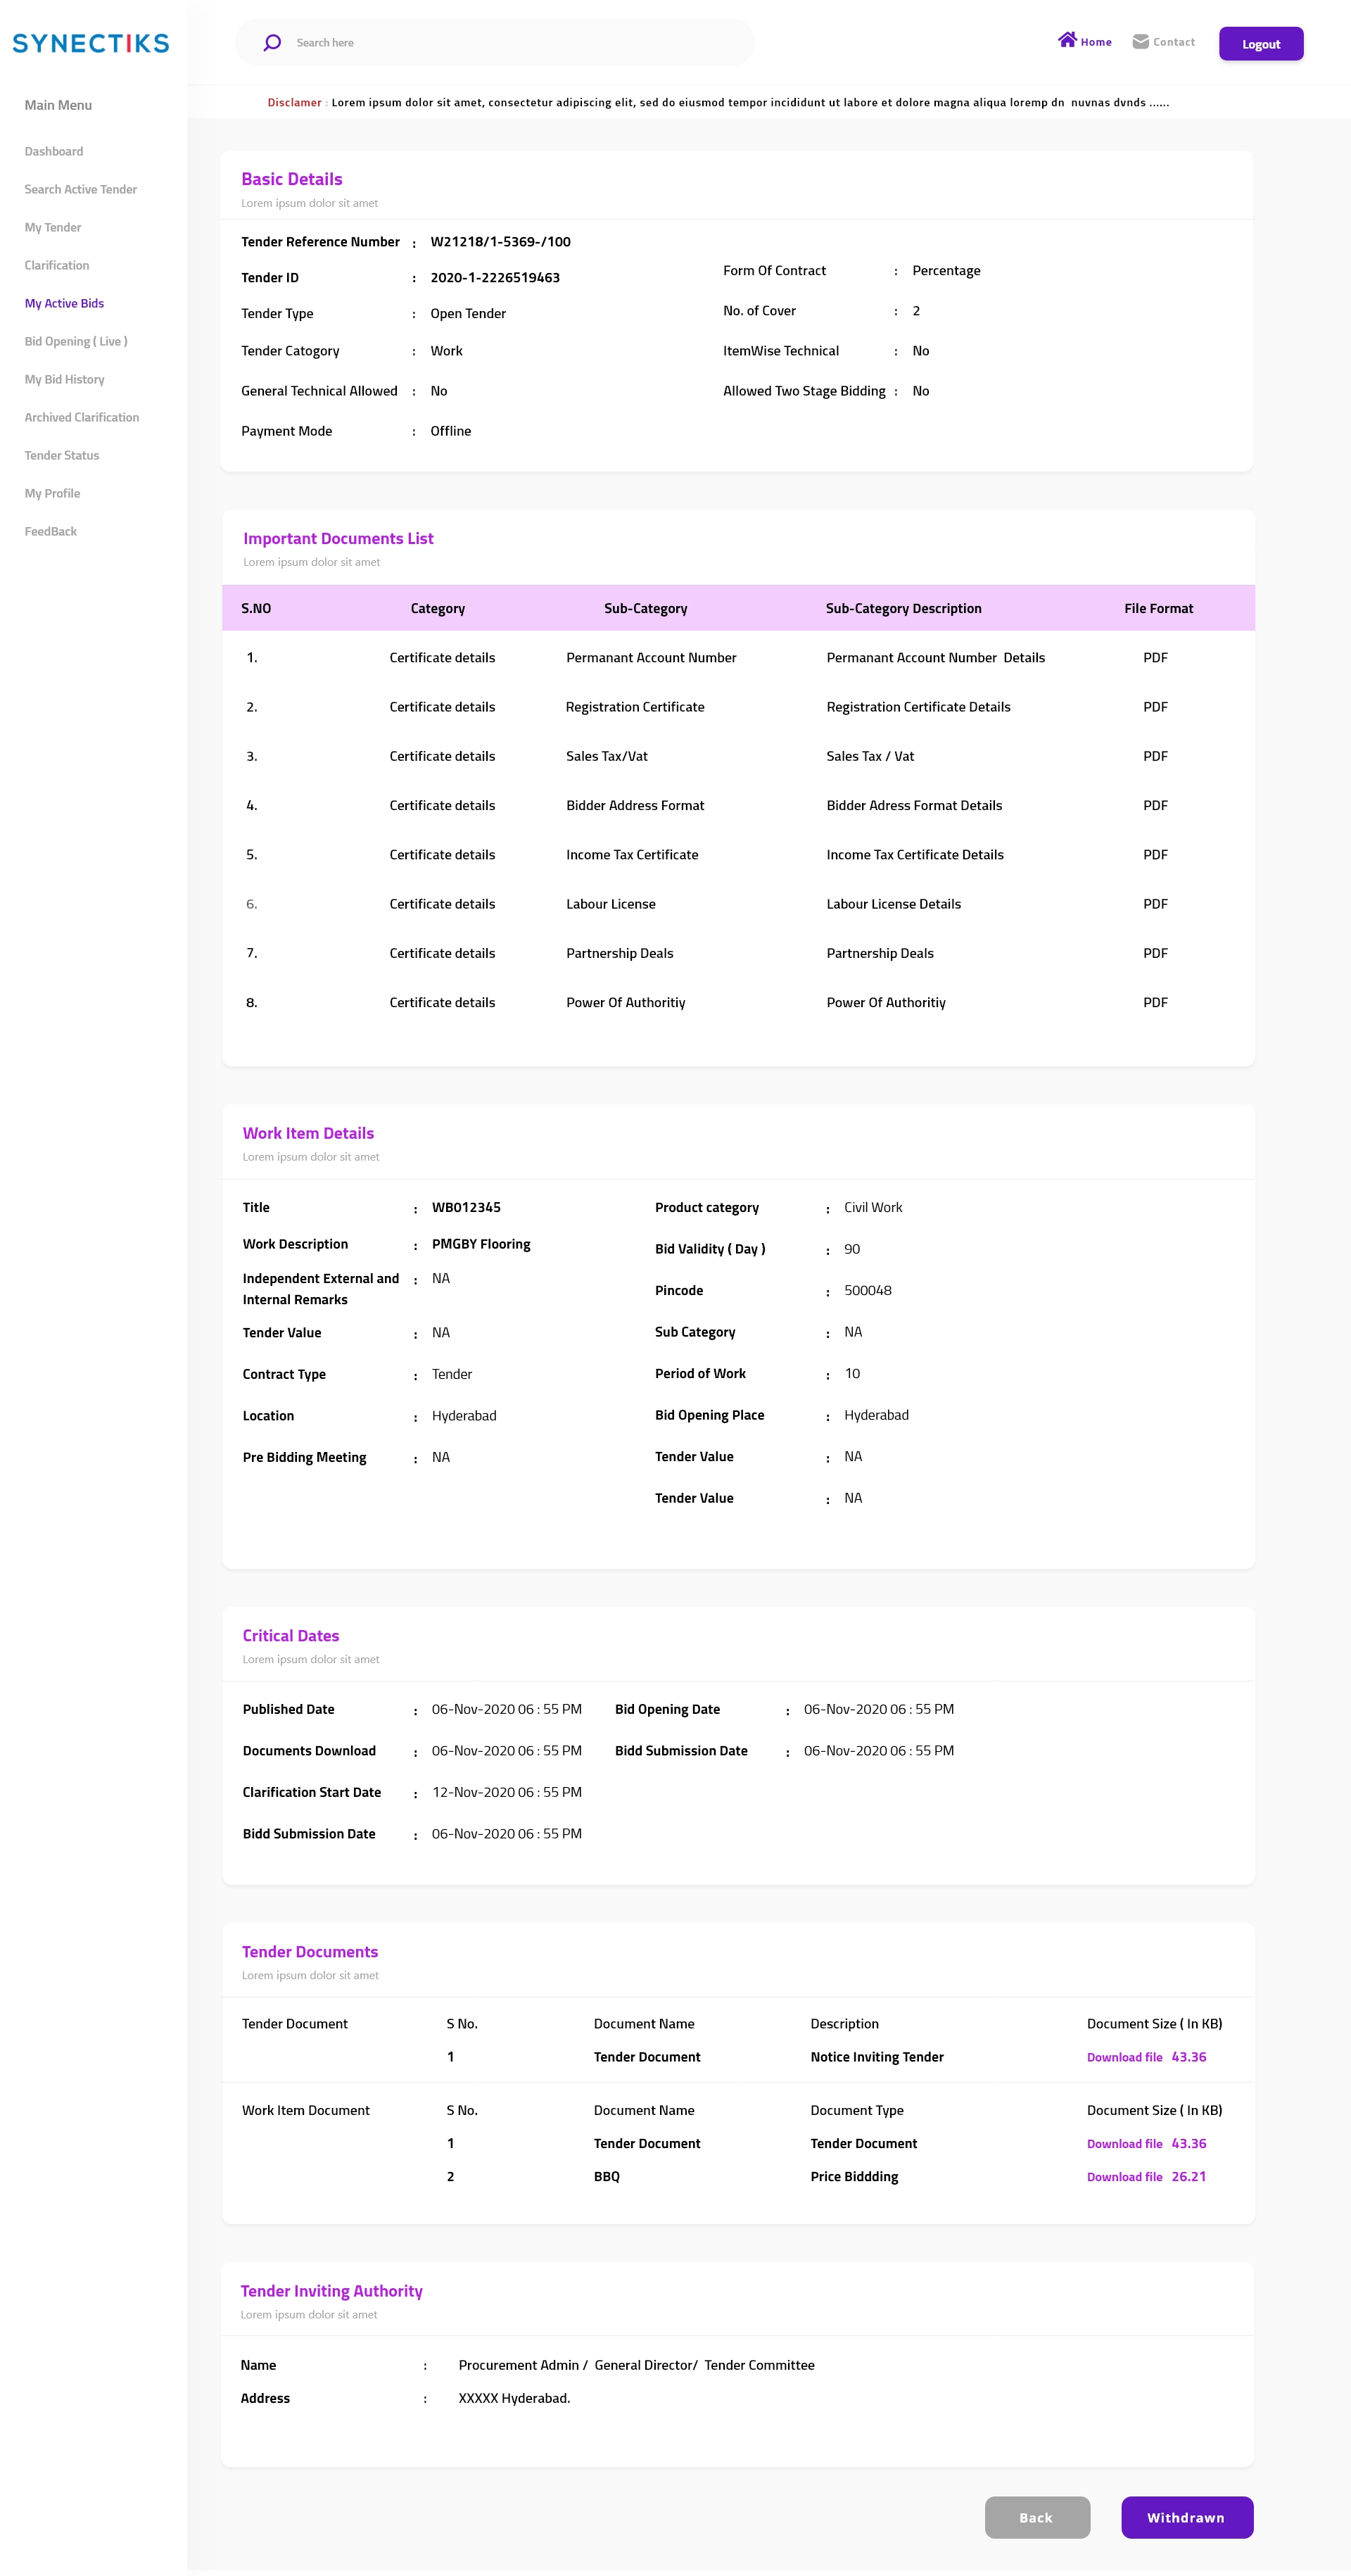 SYNECTIKS
Search here
Home
Contact
Logout
Disclamer : Lorem ipsum dolor sit amet, consectetur adipiscing elit, sed do eiusmod tempor incididunt ut labore et dolore magna aliqua loremp dn nuvnas dvnds ......
Main Menu
Dashboard
Search Active Tender
My Tender
Clarification
My Active Bids
Bid Opening ( Live )
My Bid History
Archived Clarification
Tender Status
My Profile
FeedBack
Basic Details
Lorem ipsum dolor sit amet
Tender Reference Number : W21218/1-5369-/100
Tender ID : 2020-1-2226519463
Tender Type : Open Tender
Tender Catogory : Work
General Technical Allowed : No
Payment Mode : Offline
Form Of Contract : Percentage
No. of Cover : 2
ItemWise Technical : No
Allowed Two Stage Bidding : No
Important Documents List
Lorem ipsum dolor sit amet
S.NO Category Sub-Category Sub-Category Description File Format
1. Certificate details Permanant Account Number Permanant Account Number Details PDF
2. Certificate details Registration Certificate Registration Certificate Details PDF
3. Certificate details Sales Tax/Vat Sales Tax / Vat PDF
4. Certificate details Bidder Address Format Bidder Adress Format Details PDF
5. Certificate details Income Tax Certificate Income Tax Certificate Details PDF
6. Certificate details Labour License Labour License Details PDF
7. Certificate details Partnership Deals Partnership Deals PDF
8. Certificate details Power Of Authoritiy Power Of Authoritiy PDF
Work Item Details
Lorem ipsum dolor sit amet
Title : WB012345
Work Description : PMGBY Flooring
Independent External and : NA
Internal Remarks
Tender Value : NA
Contract Type : Tender
Location : Hyderabad
Pre Bidding Meeting : NA
Product category : Civil Work
Bid Validity ( Day ) : 90
Pincode : 500048
Sub Category : NA
Period of Work : 10
Bid Opening Place : Hyderabad
Tender Value : NA
Tender Value : NA
Critical Dates
Lorem ipsum dolor sit amet
Published Date : 06-Nov-2020 06 : 55 PM
Documents Download : 06-Nov-2020 06 : 55 PM
Clarification Start Date : 12-Nov-2020 06 : 55 PM
Bidd Submission Date : 06-Nov-2020 06 : 55 PM
Bid Opening Date : 06-Nov-2020 06 : 55 PM
Bidd Submission Date : 06-Nov-2020 06 : 55 PM
Tender Documents
Lorem ipsum dolor sit amet
Tender Document S No. Document Name Description Document Size ( In KB)
1 Tender Document Notice Inviting Tender Download file 43.36
Work Item Document S No. Document Name Document Type Document Size ( In KB)
1 Tender Document Tender Document Download file 43.36
2 BBQ Price Biddding Download file 26.21
Tender Inviting Authority
Lorem ipsum dolor sit amet
Name : Procurement Admin / General Director/ Tender Committee
Address : XXXXX Hyderabad.
Back
Withdrawn